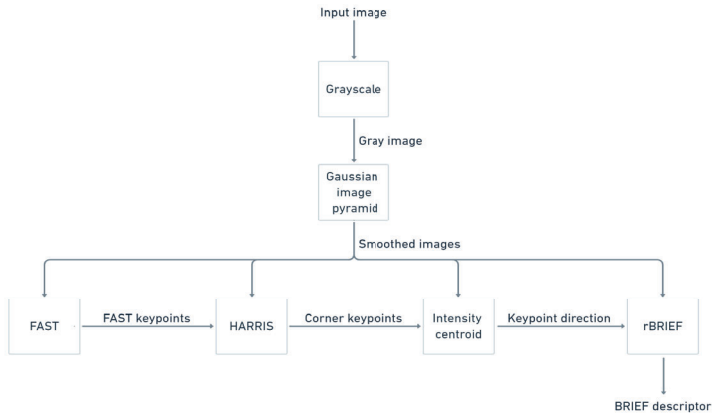 Input image
Grayscale
Gray image
Gaussian
image
pyramid
Smoothed images
FAST
FAST keypoints
HARRIS
Corner keypoints
Intensity
centroid
Keypoint direction
rBRIEF
BRIEF descriptor